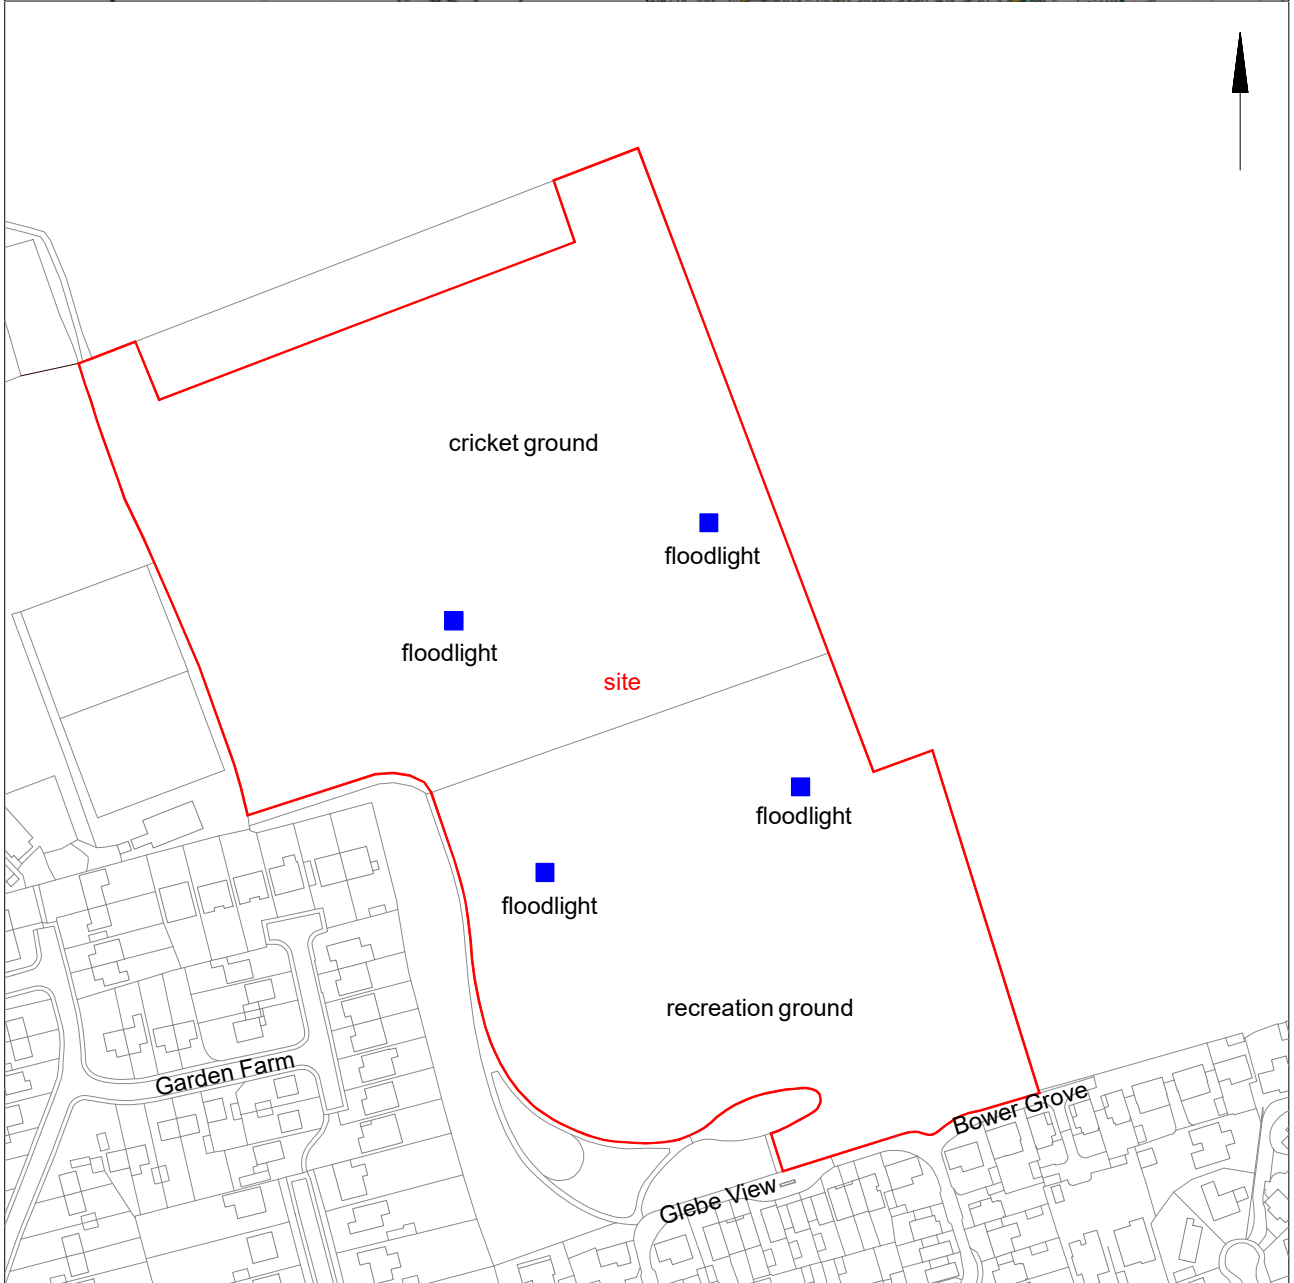 cricket ground
floodlight
floodlight
site
floodlight
floodlight
recreation ground
Garden Farm
Bower Grove
Glebe View